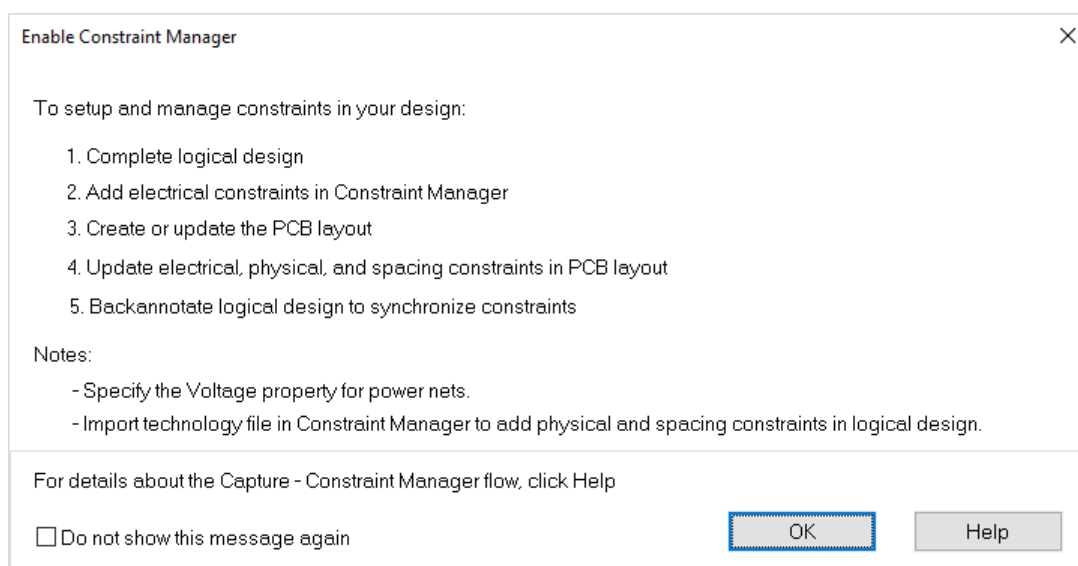 Enable Constraint Manager
To setup and manage constraints in your design:
1. Complete logical design
2. Add electrical constraints in Constraint Manager
3. Create or update the PCB layout
4. Update electrical, physical, and spacing constraints in PCB layout
5. Backannotate logical design to synchronize constraints
Notes:
- Specify the Voltage property for power nets.
- Import technology file in Constraint Manager to add physical and spacing constraints in logical design.
For details about the Capture - Constraint Manager flow, click Help
Do not show this message again
OK
Help